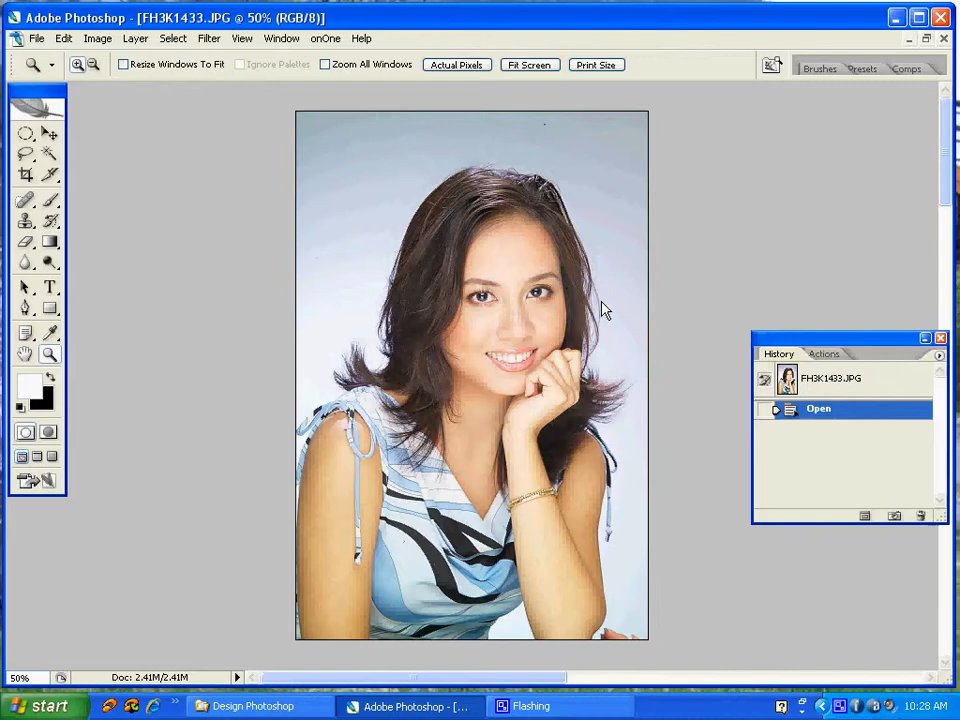 Adobe Photoshop - [FH3K1433.JPG @ 50% (RGB/8)]
File Edit Image Layer Select Filter View Window onOne Help
Resize Windows To Fit Ignore Palettes Zoom All Windows Actual Pixels Fit Screen Print Size Brushes Presets Comps
T
History Actions
FH3K1433.JPG
Open
50% Doc: 2.41M/2.41M
start Design Photoshop Adobe Photoshop - [... Flashing 10:28 AM